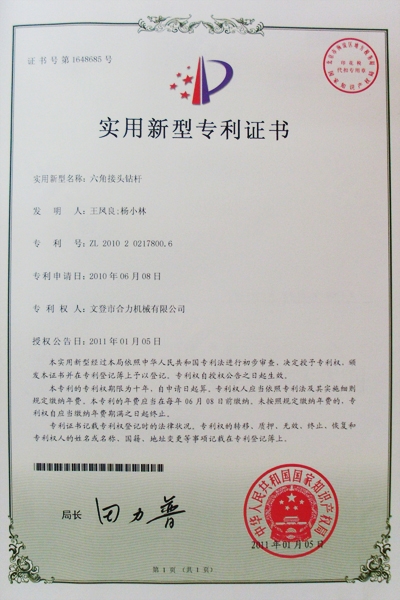 证书号第1648685号
实用新型专利证书
实用新型名称：六角接头钻杆
发 明 人：王风良;杨小林
专 利 号：ZL 2010 2 0217800.6
专利申请日：2010年06月08日
专 利 权 人：文登市合力机械有限公司
授权公告日：2011年01月05日
本实用新型经过本局依照中华人民共和国专利法进行初步审查，决定授予专利权，颁
发本证书并在专利登记簿上予以登记。专利权自授权公告之日起生效。
本专利的专利权期限为十年，自申请日起算。专利权人应当依照专利法及其实施细则
规定缴纳年费。本专利的年费应当在每年06月08日前缴纳。未按照规定缴纳年费的，专
利权自应当缴纳年费期满之日起终止。
专利证书记载专利权登记时的法律状况。专利权的转移、质押、无效、终止、恢复和
专利权人的姓名或名称、国籍、地址变更等事项记载在专利登记簿上。
局长 田力普
中华人民共和国国家知识产权局
2011年01月05日
第1页（共1页）